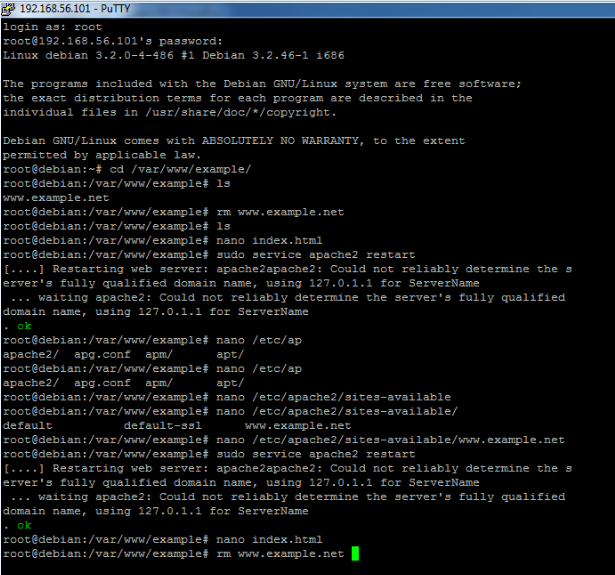 192.168.56.101 - PuTTY
login as: root
root@192.168.56.101's password:
Linux debian 3.2.0-4-486 #1 Debian 3.2.46-1 i686
The programs included with the Debian GNU/Linux system are free software;
the exact distribution terms for each program are described in the
individual files in /usr/share/doc/*/copyright.
Debian GNU/Linux comes with ABSOLUTELY NO WARRANTY, to the extent
permitted by applicable law.
root@debian:~# cd /var/www/example/
root@debian:/var/www/example# ls
www.example.net
root@debian:/var/www/example# rm www.example.net
root@debian:/var/www/example# ls
root@debian:/var/www/example# nano index.html
root@debian:/var/www/example# sudo service apache2 restart
[....] Restarting web server: apache2apache2: Could not reliably determine the s
erver's fully qualified domain name, using 127.0.1.1 for ServerName
 ... waiting apache2: Could not reliably determine the server's fully qualified
domain name, using 127.0.1.1 for ServerName
. ok
root@debian:/var/www/example# nano /etc/ap
apache2/  apg.conf  apm/      apt/
root@debian:/var/www/example# nano /etc/ap
apache2/  apg.conf  apm/      apt/
root@debian:/var/www/example# nano /etc/apache2/sites-available
root@debian:/var/www/example# nano /etc/apache2/sites-available/
default          default-ssl      www.example.net
root@debian:/var/www/example# nano /etc/apache2/sites-available/www.example.net
root@debian:/var/www/example# sudo service apache2 restart
[....] Restarting web server: apache2apache2: Could not reliably determine the s
erver's fully qualified domain name, using 127.0.1.1 for ServerName
 ... waiting apache2: Could not reliably determine the server's fully qualified
domain name, using 127.0.1.1 for ServerName
. ok
root@debian:/var/www/example# nano index.html
root@debian:/var/www/example# rm www.example.net